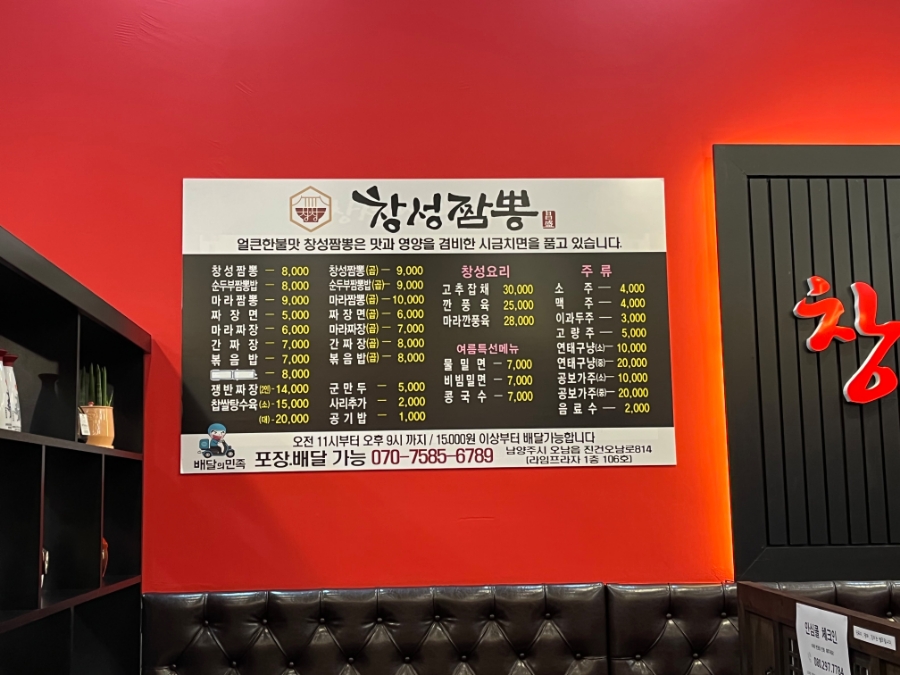 창성짬뽕
얼큰한불맛 창성짬뽕은 맛과 영양을 겸비한 시금치면을 품고 있습니다.
창성짬뽕 — 8,000
순두부짬뽕밥 — 8,000
마라짬뽕 — 9,000
짜장면 — 5,000
마라짜장 — 6,000
간짜장 — 7,000
볶음밥 — 7,000
— 8,000
쟁반짜장(2인) - 14,000
찹쌀탕수육(소) - 15,000
(대) - 20,000
창성짬뽕(곱) — 9,000
순두부짬뽕밥(곱) — 9,000
마라짬뽕(곱) — 10,000
짜장면(곱) — 6,000
마라짜장(곱) — 7,000
간짜장(곱) — 8,000
볶음밥(곱) — 8,000
군만두 — 5,000
사리추가 — 2,000
공기밥 — 1,000
창성요리
고추잡채 30,000
깐풍육 25,000
마라깐풍육 28,000
여름특선메뉴
물밀면 — 7,000
비빔밀면 — 7,000
콩국수 — 7,000
주류
소주 — 4,000
맥주 — 4,000
이과두주 — 3,000
고량주 — 5,000
연태구냥(소) — 10,000
연태구냥(중) — 20,000
공보가주(소) — 10,000
공보가주(중) — 20,000
음료수 — 2,000
배달의민족
오전 11시부터 오후 9시 까지 / 15.000원 이상부터 배달가능합니다
포장.배달 가능 070-7585-6789
남양주시 오남읍 진건오남로814
(라임프라자 1층 106호)
창
안심콜 체크인